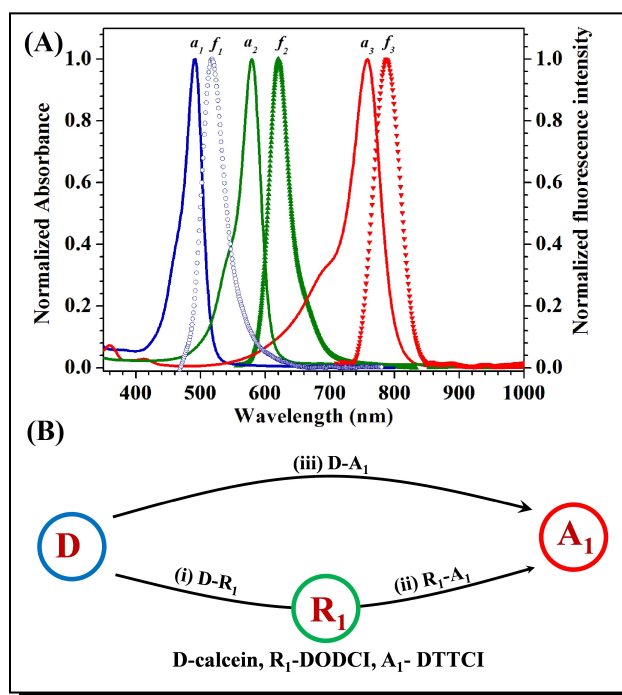 (A)
a₁ f₁ a₂ f₂ a₃ f₃
1.0 0.8 0.6 0.4 0.2 0.0
Normalized Absorbance
1.0 0.8 0.6 0.4 0.2 0.0
Normalized fluorescence intensity
400 500 600 700 800 900 1000
Wavelength (nm)
(B)
(iii) D-A₁
D
A₁
(i) D-R₁
(ii) R₁-A₁
R₁
D-calcein, R₁-DODCI, A₁- DTTCI